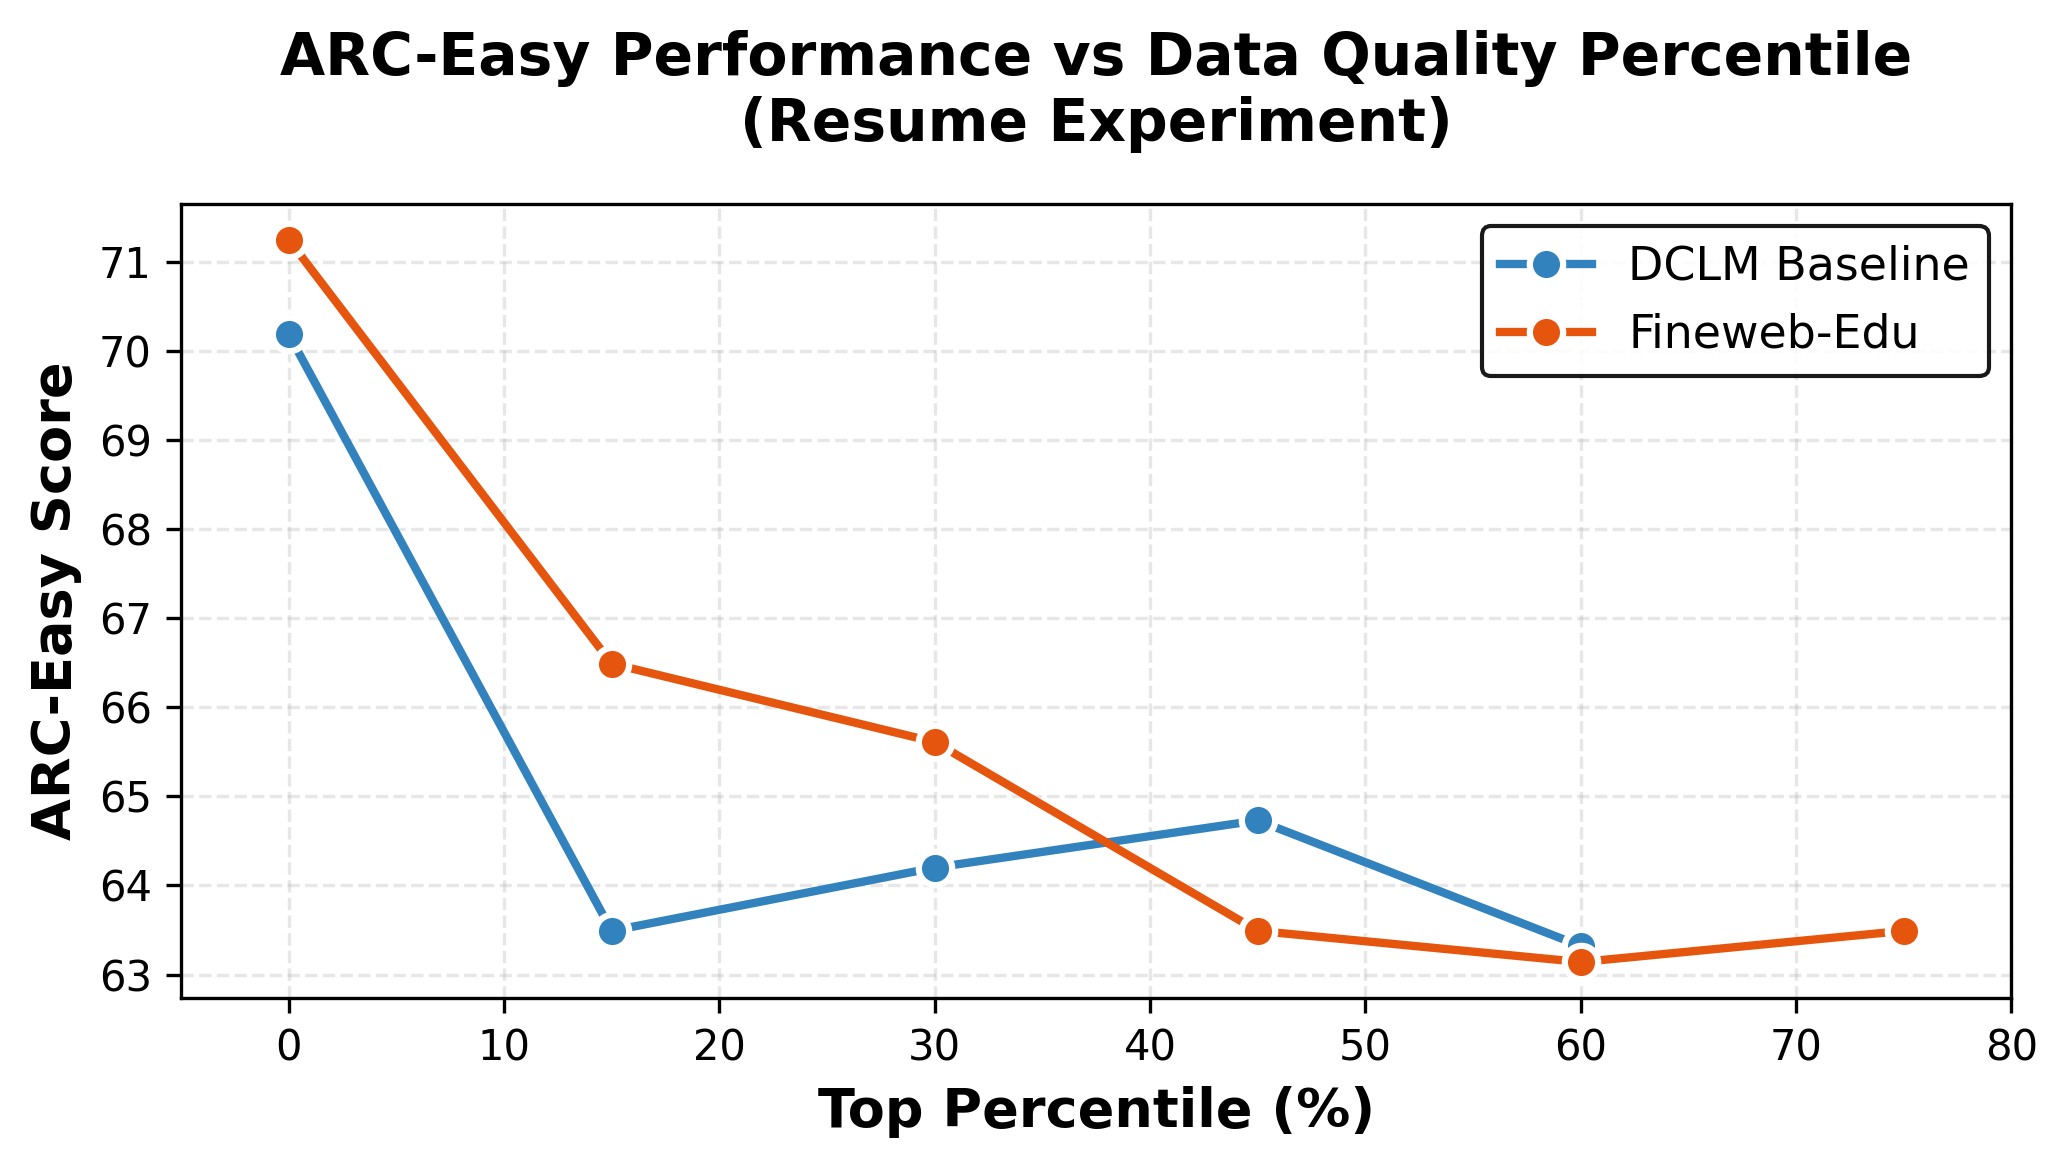 ARC-Easy Performance vs Data Quality Percentile
(Resume Experiment)
DCLM Baseline
Fineweb-Edu
ARC-Easy Score
71
70
69
68
67
66
65
64
63
0 10 20 30 40 50 60 70 80
Top Percentile (%)